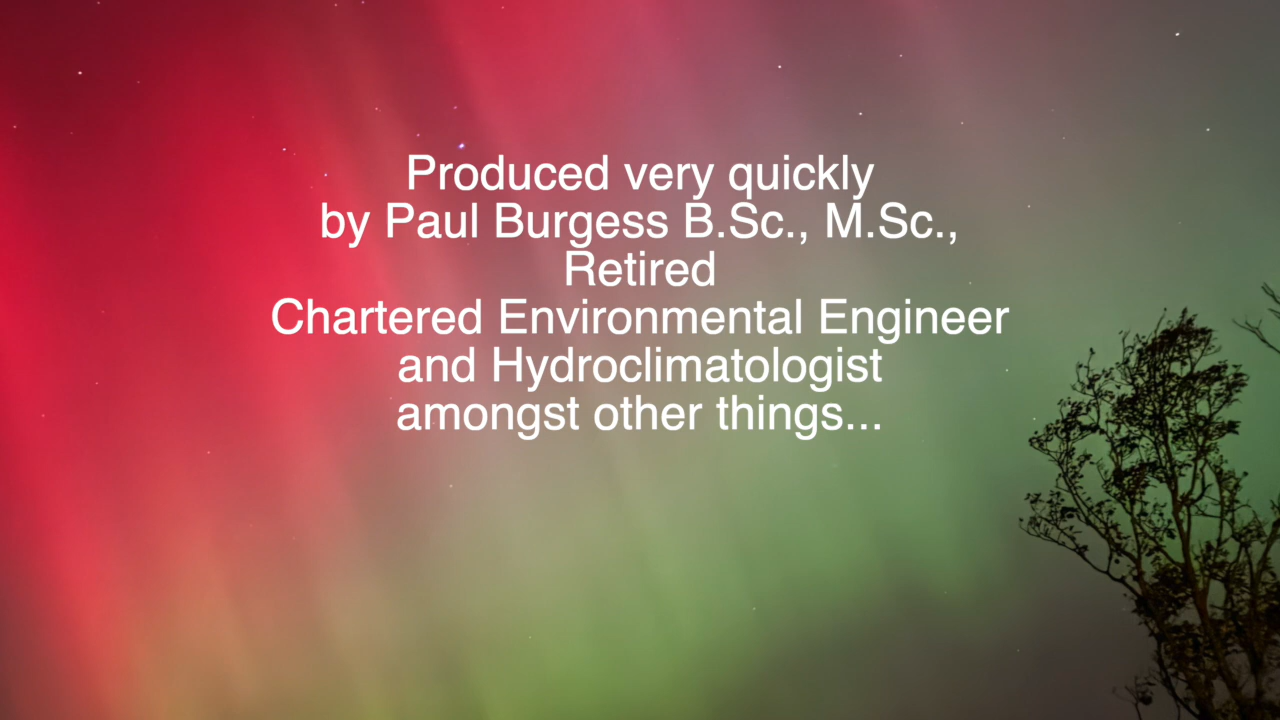 Produced very quickly
by Paul Burgess B.Sc., M.Sc.,
Retired
Chartered Environmental Engineer
and Hydroclimatologist
amongst other things...